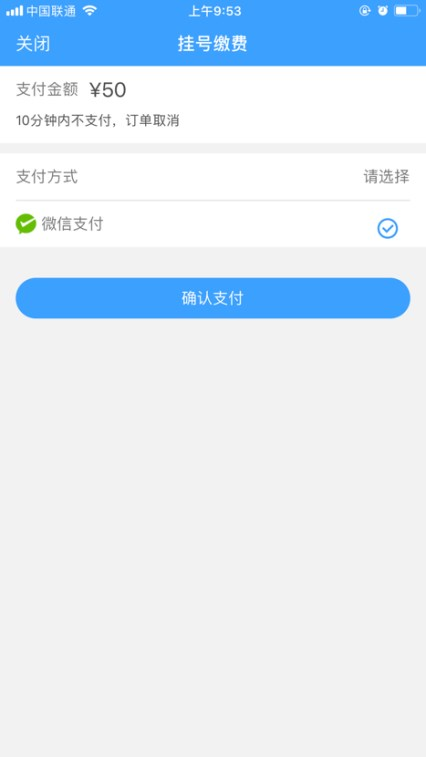 中国联通 上午9:53
关闭 挂号缴费
支付金额 ¥50
10分钟内不支付，订单取消
支付方式 请选择
微信支付
确认支付